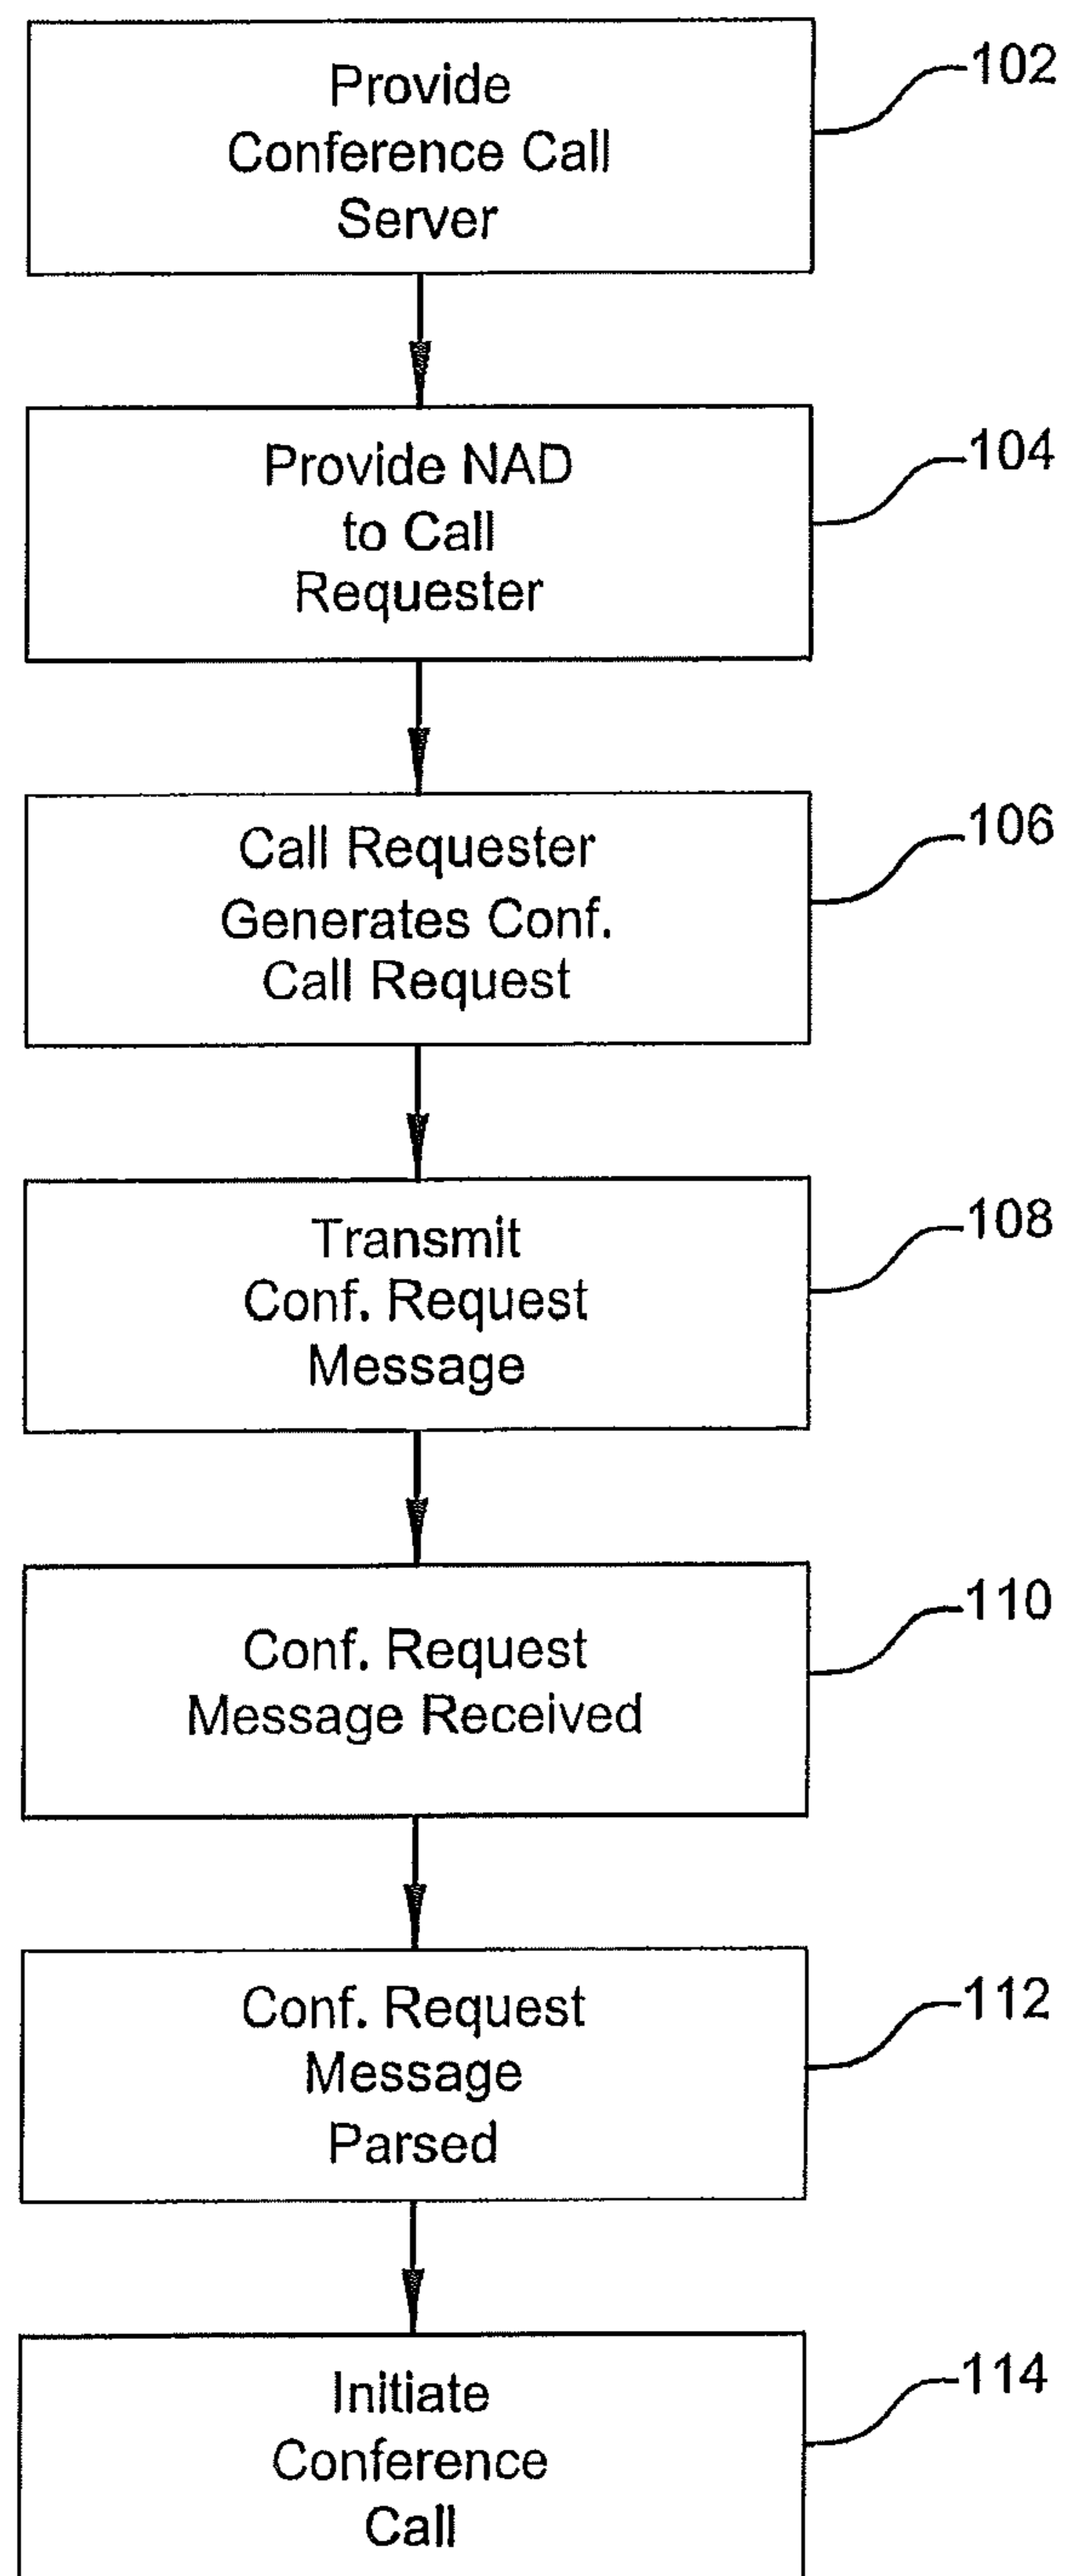 Provide
Conference Call
Server
102
Provide NAD
to Call
Requester
104
Call Requester
Generates Conf.
Call Request
106
Transmit
Conf. Request
Message
108
Conf. Request
Message Received
110
Conf. Request
Message
Parsed
112
Initiate
Conference
Call
114